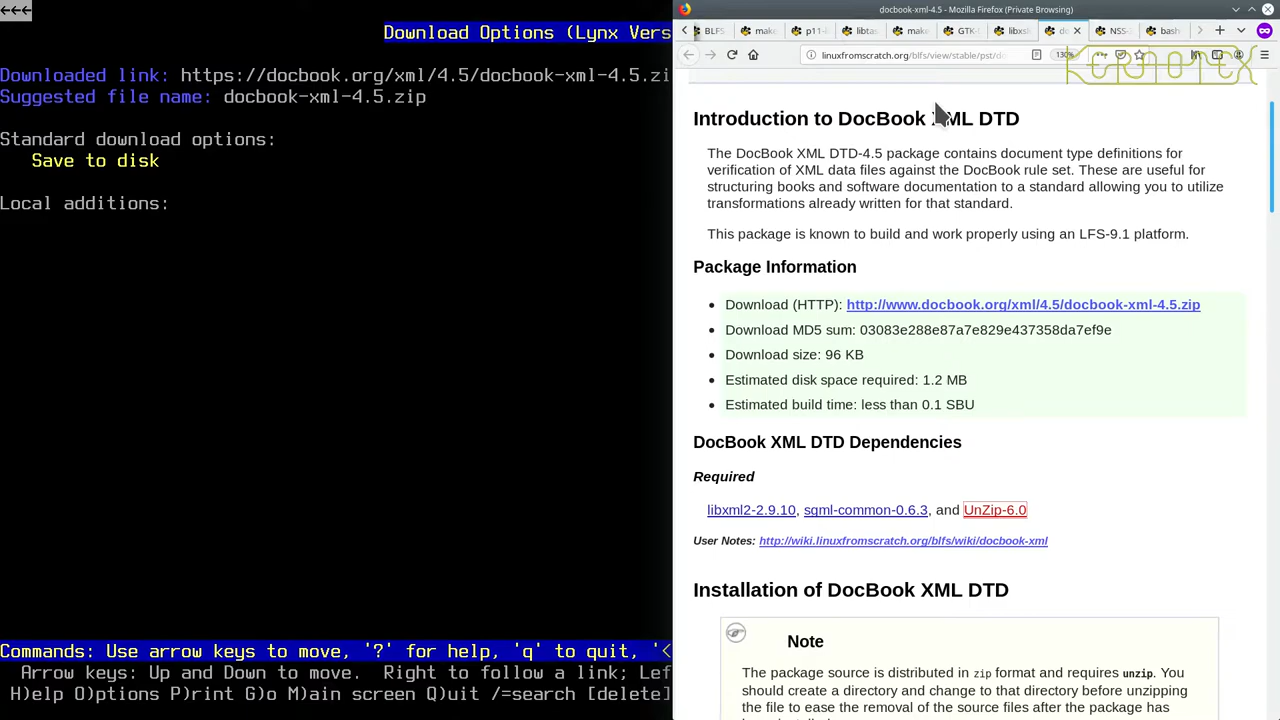 ←←←
Download Options (Lynx Vers
Downloaded link: https://docbook.org/xml/4.5/docbook-xml-4.5.zi
Suggested file name: docbook-xml-4.5.zip
Standard download options:
Save to disk
Local additions:
Commands: Use arrow keys to move, '?' for help, 'q' to quit, '<
Arrow keys: Up and Down to move. Right to follow a link; Lef
H)elp O)ptions P)rint G)o M)ain screen Q)uit /=search [delete]
docbook-xml-4.5 - Mozilla Firefox (Private Browsing)
BLFS
make
p11-k
libtas
make
GTK-
libxsl
do
NSS-
bash
linuxfromscratch.org/blfs/view/stable/pst/d
130%
KERNOTEX
Introduction to DocBook XML DTD
The DocBook XML DTD-4.5 package contains document type definitions for
verification of XML data files against the DocBook rule set. These are useful for
structuring books and software documentation to a standard allowing you to utilize
transformations already written for that standard.
This package is known to build and work properly using an LFS-9.1 platform.
Package Information
• Download (HTTP): http://www.docbook.org/xml/4.5/docbook-xml-4.5.zip
• Download MD5 sum: 03083e288e87a7e829e437358da7ef9e
• Download size: 96 KB
• Estimated disk space required: 1.2 MB
• Estimated build time: less than 0.1 SBU
DocBook XML DTD Dependencies
Required
libxml2-2.9.10, sgml-common-0.6.3, and UnZip-6.0
User Notes: http://wiki.linuxfromscratch.org/blfs/wiki/docbook-xml
Installation of DocBook XML DTD
Note
The package source is distributed in zip format and requires unzip. You
should create a directory and change to that directory before unzipping
the file to ease the removal of the source files after the package has